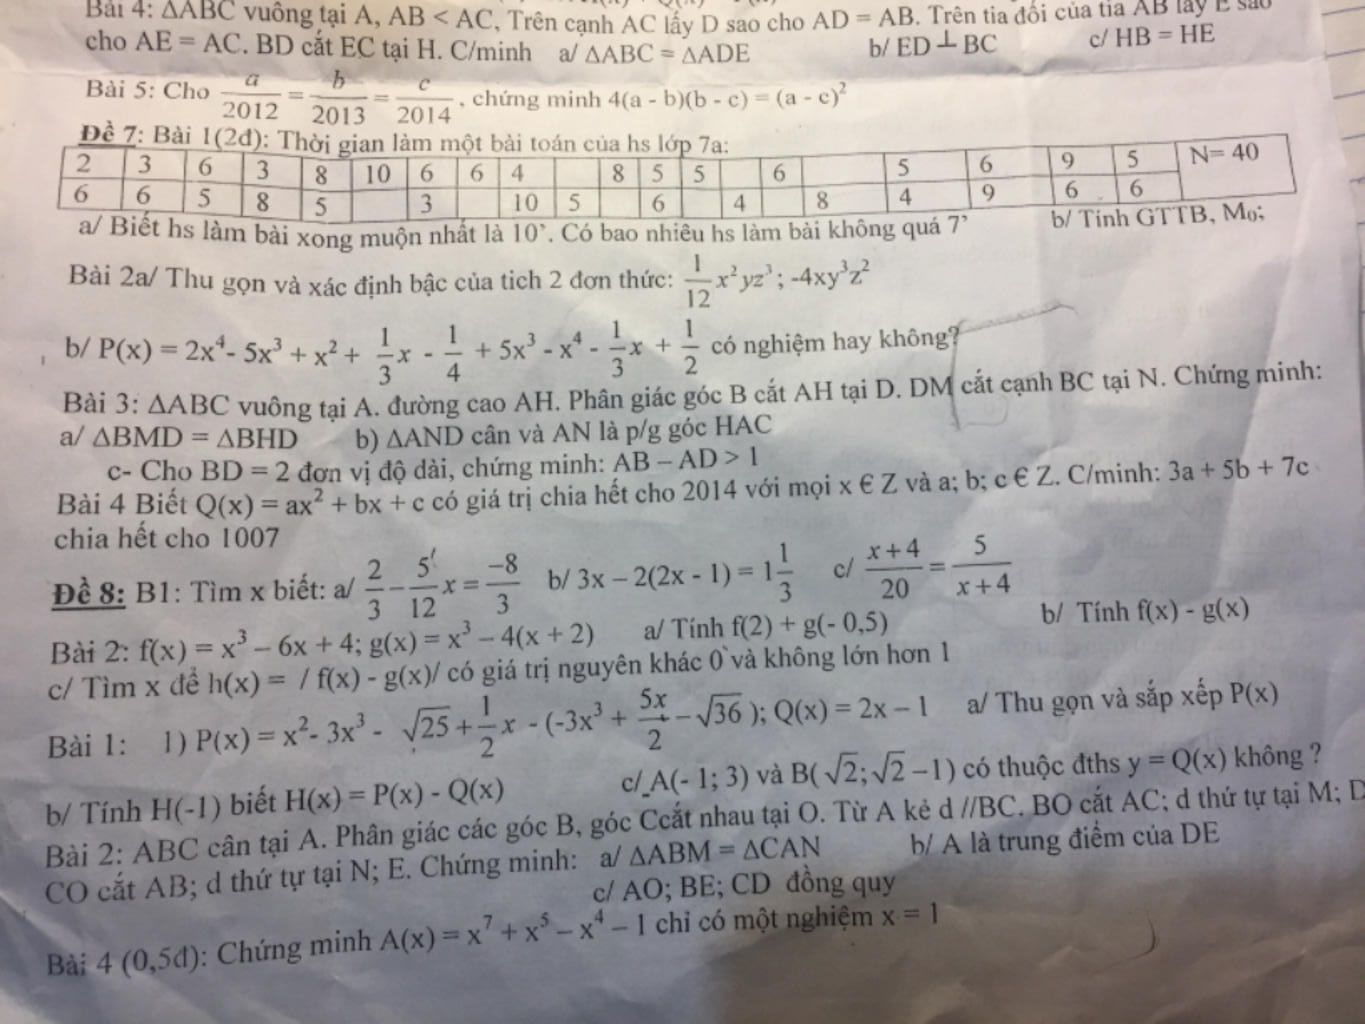 Bài 4: ΔABC vuông tại A, AB < AC, Trên cạnh AC lấy D sao cho AD = AB. Trên tia đối của tia AB lấy E sao
cho AE = AC. BD cắt EC tại H. C/minh a/ ΔABC = ΔADE b/ ED ⊥ BC c/ HB = HE
Bài 5: Cho a/2012 = b/2013 = c/2014, chứng minh 4(a - b)(b - c) = (a - c)²
Đề 7: Bài 1(2đ): Thời gian làm một bài toán của hs lớp 7a:
2 3 6 3 8 10 6 6 4 8 5 5 6 5 6 9 5 N= 40
6 6 5 8 5 3 10 5 6 4 8 4 9 6 6
a/ Biết hs làm bài xong muộn nhất là 10’. Có bao nhiêu hs làm bài không quá 7’ b/ Tính GTTB, M₀;
Bài 2a/ Thu gọn và xác định bậc của tich 2 đơn thức: 1/12 x²yz³; -4xy³z²
b/ P(x) = 2x⁴- 5x³ + x² + 1/3 x - 1/4 + 5x³ - x⁴ - 1/3 x + 1/2 có nghiệm hay không?
Bài 3: ΔABC vuông tại A. đường cao AH. Phân giác góc B cắt AH tại D. DM cắt cạnh BC tại N. Chứng minh:
a/ ΔBMD = ΔBHD b) ΔAND cân và AN là p/g góc HAC
c- Cho BD = 2 đơn vị độ dài, chứng minh: AB – AD > 1
Bài 4 Biết Q(x) = ax² + bx + c có giá trị chia hết cho 2014 với mọi x € Z và a; b; c € Z. C/minh: 3a + 5b + 7c
chia hết cho 1007
Đề 8: B1: Tìm x biết: a/ 2/3 − 5/12 x = −8/3 b/ 3x – 2(2x - 1) = 1 1/3 c/ (x + 4)/20 = 5/(x + 4)
Bài 2: f(x) = x³ – 6x + 4; g(x) = x³ – 4(x + 2) a/ Tính f(2) + g(- 0,5) b/ Tính f(x) - g(x)
c/ Tìm x để h(x) = / f(x) - g(x)/ có giá trị nguyên khác 0 và không lớn hơn 1
Bài 1: 1) P(x) = x²- 3x³ - √25 + 1/2 x - (-3x³ + 5x/2 − √36); Q(x) = 2x – 1 a/ Thu gọn và sắp xếp P(x)
b/ Tính H(-1) biết H(x) = P(x) - Q(x) c/ A(- 1; 3) và B(√2; √2 −1) có thuộc đths y = Q(x) không ?
Bài 2: ABC cân tại A. Phân giác các góc B, góc Ccắt nhau tại O. Từ A kẻ d //BC. BO cắt AC; d thứ tự tại M; D
CO cắt AB; d thứ tự tại N; E. Chứng minh: a/ ΔABM = ΔCAN b/ A là trung điểm của DE
c/ AO; BE; CD đồng quy
Bài 4 (0,5đ): Chứng minh A(x) = x⁷ + x⁵ – x⁴ – 1 chỉ có một nghiệm x = 1